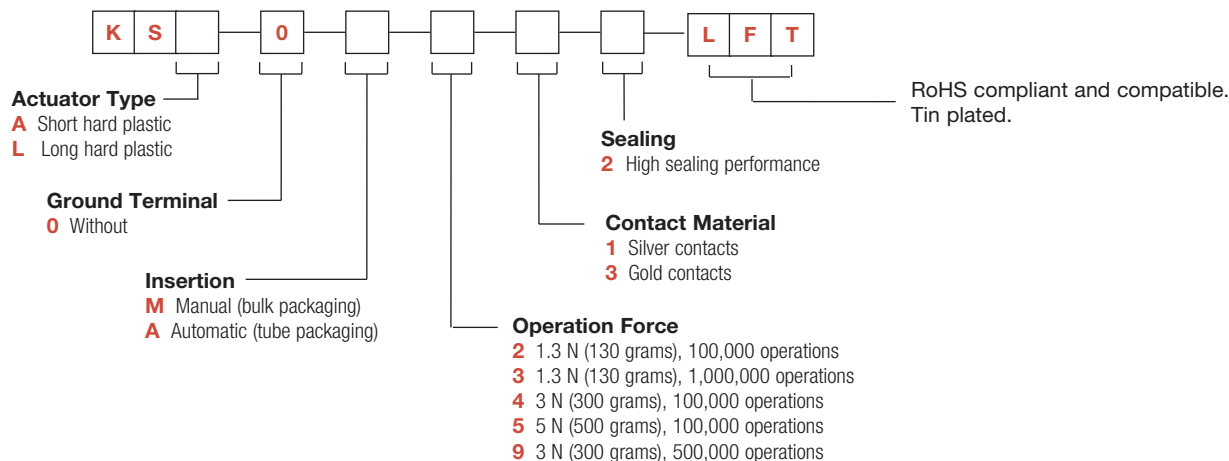 K S 0 L F T
Actuator Type
A Short hard plastic
L Long hard plastic
RoHS compliant and compatible.
Tin plated.
Sealing
2 High sealing performance
Ground Terminal
0 Without
Contact Material
1 Silver contacts
3 Gold contacts
Insertion
M Manual (bulk packaging)
A Automatic (tube packaging)
Operation Force
2 1.3 N (130 grams), 100,000 operations
3 1.3 N (130 grams), 1,000,000 operations
4 3 N (300 grams), 100,000 operations
5 5 N (500 grams), 100,000 operations
9 3 N (300 grams), 500,000 operations